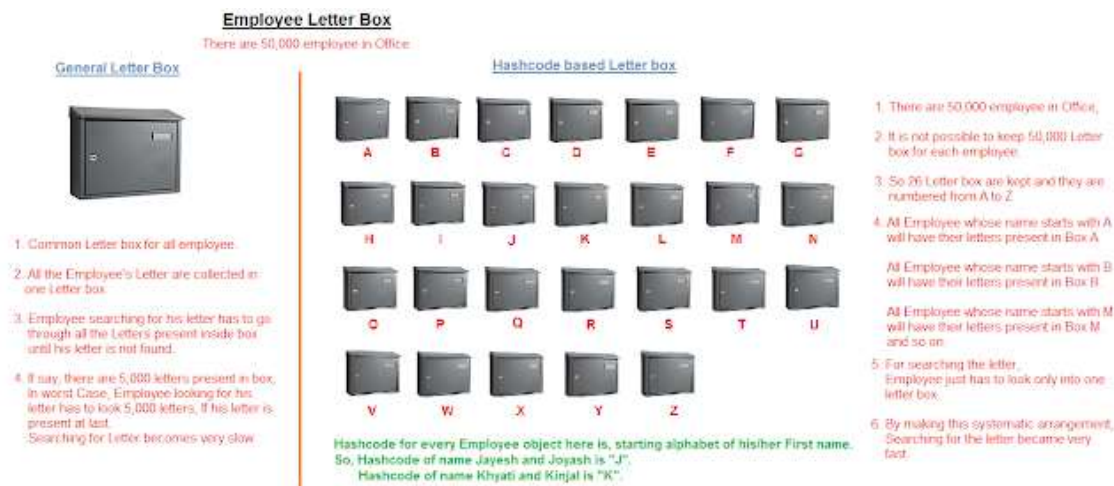 Employee Letter Box
There are 50,000 employee in Office
General Letter Box
1. Common Letter box for all employee.
2. All the Employee's Letter are collected in
one Letter box.
3. Employee searching for his letter has to go
through all the Letters present inside box
until his letter is not found.
4. If say, there are 5,000 letters present in box,
In worst Case, Employee looking for his
letter has to look 5,000 letters, If his letter is
present at last.
Searching for Letter becomes very slow
Hashcode based Letter box
A B C D E F G
H I J K L M N
O P Q R S T U
V W X Y Z
Hashcode for every Employee object here is, starting alphabet of his/her First name.
So, Hashcode of name Jayesh and Joyash is "J".
Hashcode of name Khyati and Kinjal is "K".
1. There are 50,000 employee in Office,
2. It is not possible to keep 50,000 Letter
box for each employee.
3. So 26 Letter box are kept and they are
numbered from A to Z
4. All Employee whose name starts with A
will have their letters present in Box A
All Employee whose name starts with B
will have their letters present in Box B
All Employee whose name starts with M
will have their letters present in Box M
and so on
5. For searching the letter,
Employee just has to look only into one
letter box.
6. By making this systematic arrangement,
Searching for the letter became very
fast.